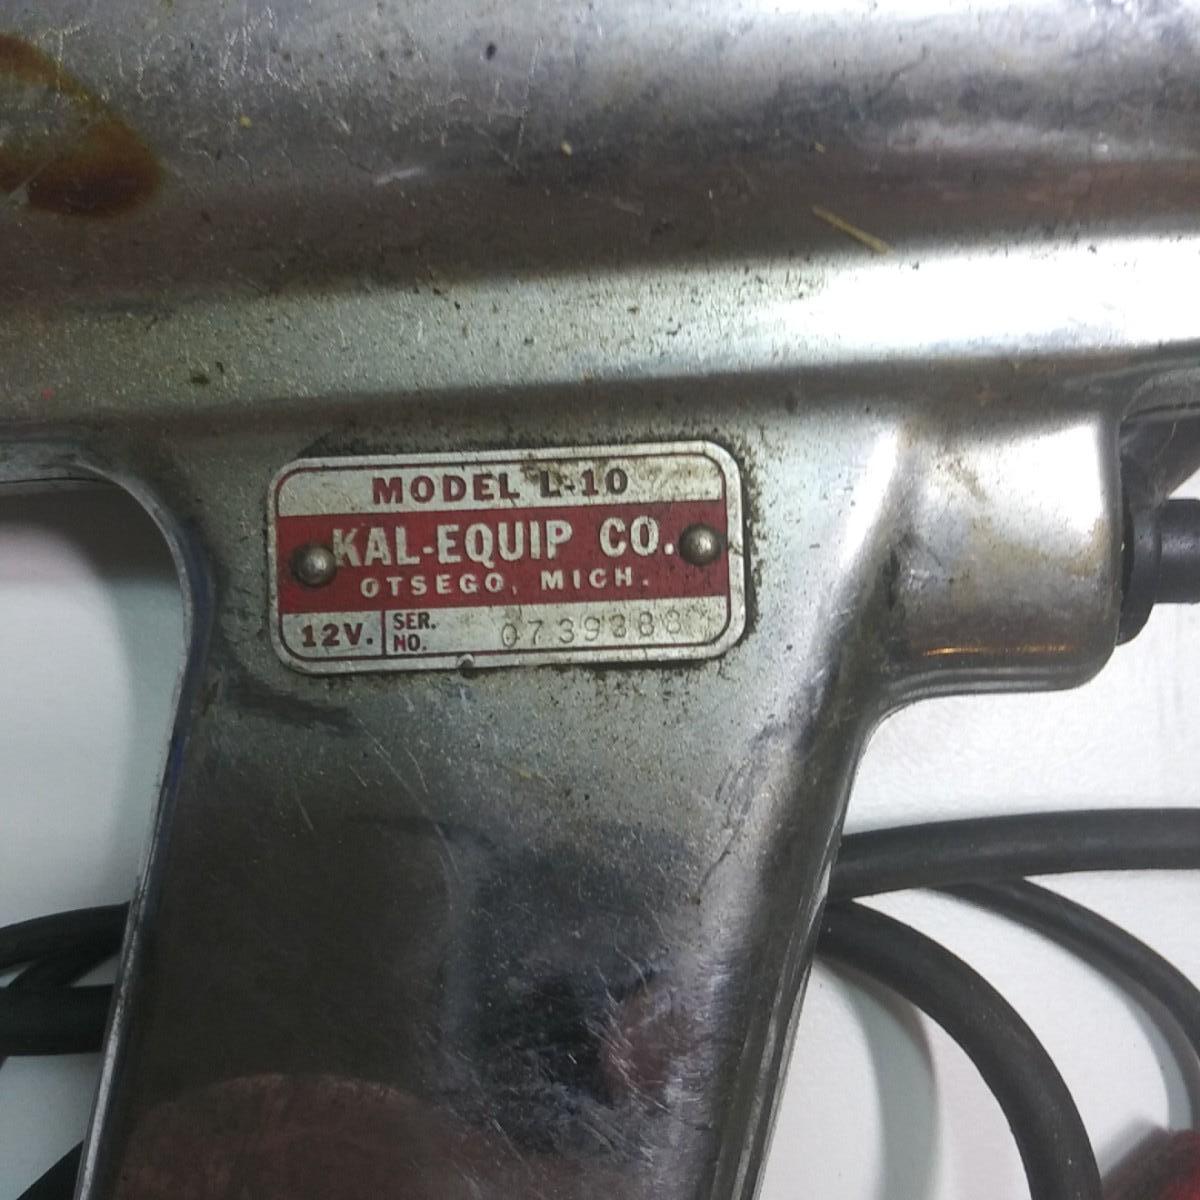 MODEL L-10
KAL-EQUIP CO.
OTSEGO, MICH.
12V. SER. NO. 0739388